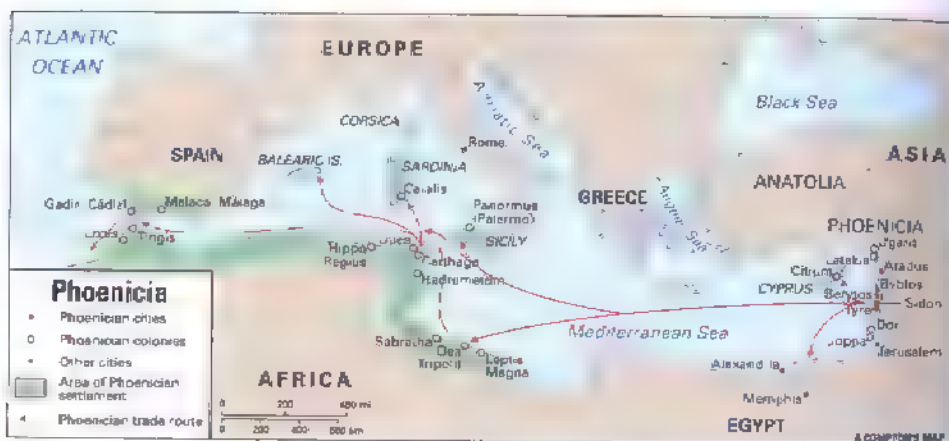 ATLANTIC
OCEAN
EUROPE
Black Sea
CORSICA
Adriatic Sea
Rome
ASIA
SPAIN
BALEARIC IS.
SARDINIA
Caralis
GREECE
ANATOLIA
Gadir (Cádiz)
Malaca Málaga
Panormus
(Palermo)
SICILY
PHOENICIA
Tingis
Hippo
Regius
Utica
Carthage
Hadrumetum
Citium
CYPRUS
Aradus
Byblos
Berytos
Sidon
Tyre
Mediterranean Sea
Dor
Joppa
Jerusalem
Sabratha
Oea
Tripoli
Leptis
Magna
Alexandria
Memphis
AFRICA
EGYPT
Phoenicia
Phoenician cities
Phoenician colonies
Other cities
Area of Phoenician
settlement
Phoenician trade route
0 200 400 mi
0 200 400 600 km